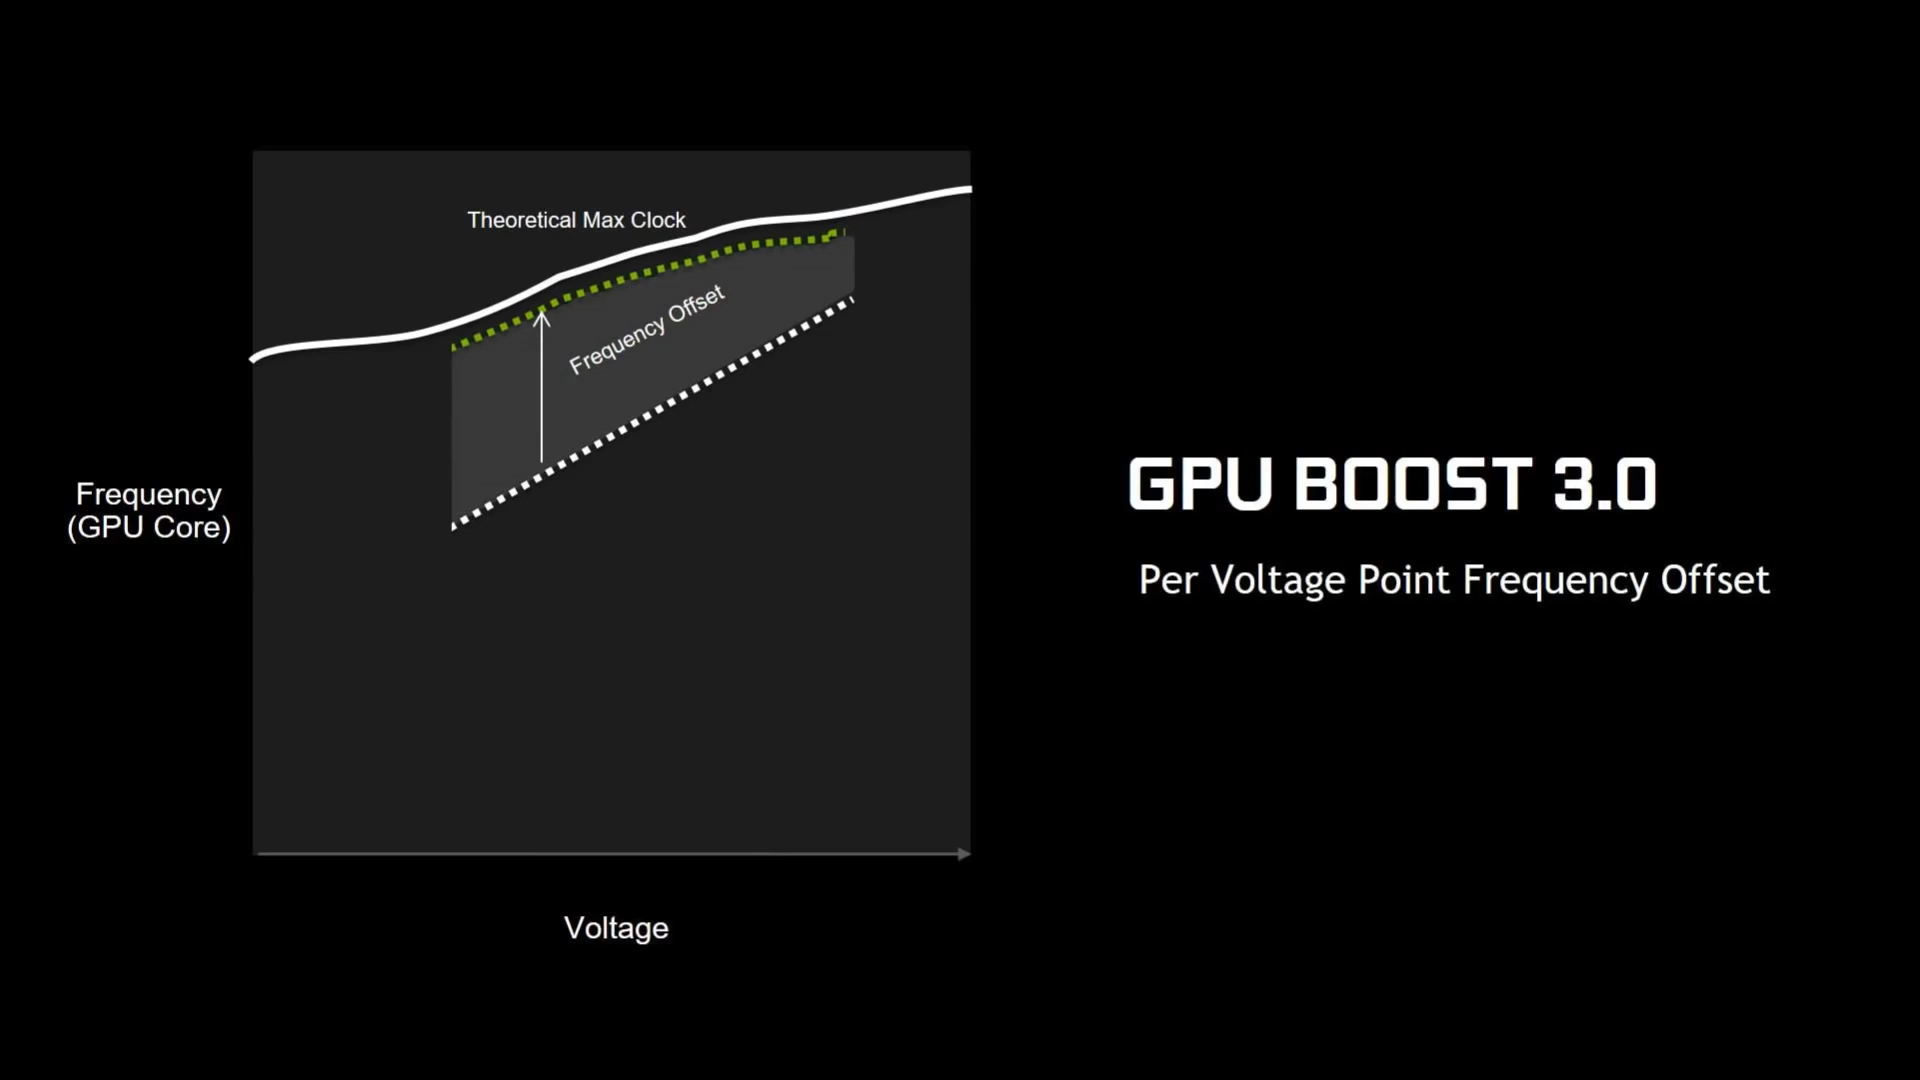 Theoretical Max Clock
Frequency Offset
Frequency
(GPU Core)
Voltage
GPU BOOST 3.0
Per Voltage Point Frequency Offset